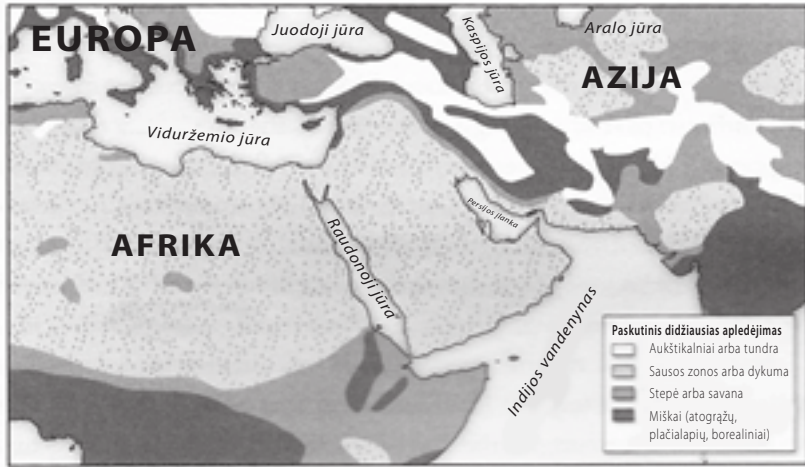 EUROPA
Juodoji jūra
Kaspijos jūra
Aralo jūra
AZIJA
Viduržemio jūra
Persijos įlanka
AFRIKA
Raudonoji jūra
Indijos vandenynas
Paskutinis didžiausias apledėjimas
Aukštikalniai arba tundra
Sausos zonos arba dykuma
Stepė arba savana
Miškai (atogrąžų,
plačialapių, borealiniai)